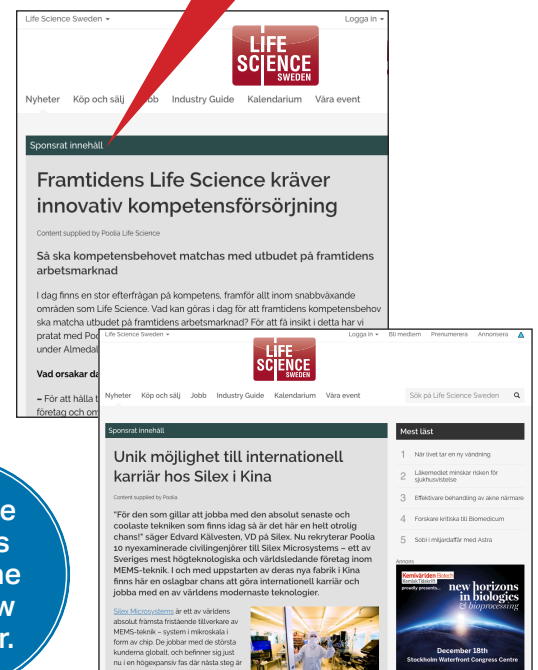 Life Science Sweden
Logga in
LIFE
SCIENCE
SWEDEN
Nyheter Köp och sälj Jobb Industry Guide Kalendarium Våra event
Sponsrat innehåll
Framtidens Life Science kräver
innovativ kompetensförsörjning
Content supplied by Poolia Life Science
Så ska kompetensbehovet matchas med utbudet på framtidens
arbetsmarknad
I dag finns en stor efterfrågan på kompetens, framför allt inom snabbväxande
områden som Life Science. Vad kan göras i dag för att framtidens kompetensbehov
ska matcha utbudet på framtidens arbetsmarknad? För att få insikt i detta har vi
pratat med
under
Vad orsakar
– För att hålla
företag och
Life Science Sweden
Logga in Bli medlem Prenumerera Annonsera
LIFE
SCIENCE
SWEDEN
Nyheter Köp och sälj Jobb Industry Guide Kalendarium Våra event
Sök på Life Science Sweden
Sponsrat innehåll
Unik möjlighet till internationell
karriär hos Silex i Kina
Content supplied by Poolia
"För den som gillar att jobba med den absolut senaste och
coolaste tekniken som finns idag så är det här en helt otrolig
chans!" säger Edvard Kälvesten, VD på Silex. Nu rekryterar Poolia
10 nyexaminerade civilingenjörer till Silex Microsystems – ett av
Sveriges mest högteknologiska och världsledande företag inom
MEMS-teknik. I och med uppstarten av deras nya fabrik i Kina
finns här en oslagbar chans att göra internationell karriär och
jobba med en av världens modernaste teknologier.
Silex Microsystems är ett av världens
absolut främsta fristående tillverkare av
MEMS-teknik – system i mikroskala i
form av chip. De jobbar med de största
kunderna globalt, och befinner sig just
nu i en högexpansiv fas där nästa steg är
Mest läst
1 När livet tar en ny vändning
2 Läkemedlet minskar risken för
sjukhusvistelse
3 Effektivare behandling av akne närmare
4 Forskare kritiska till Biomedicum
5 Sobi i miljardaffär med Astra
Annons
Kemivärlden Biotech
Kemisk Tidskrift
proudly presents...
new horizons
in biologics
& bioprocessing
December 18th
Stockholm Waterfront Congress Centre